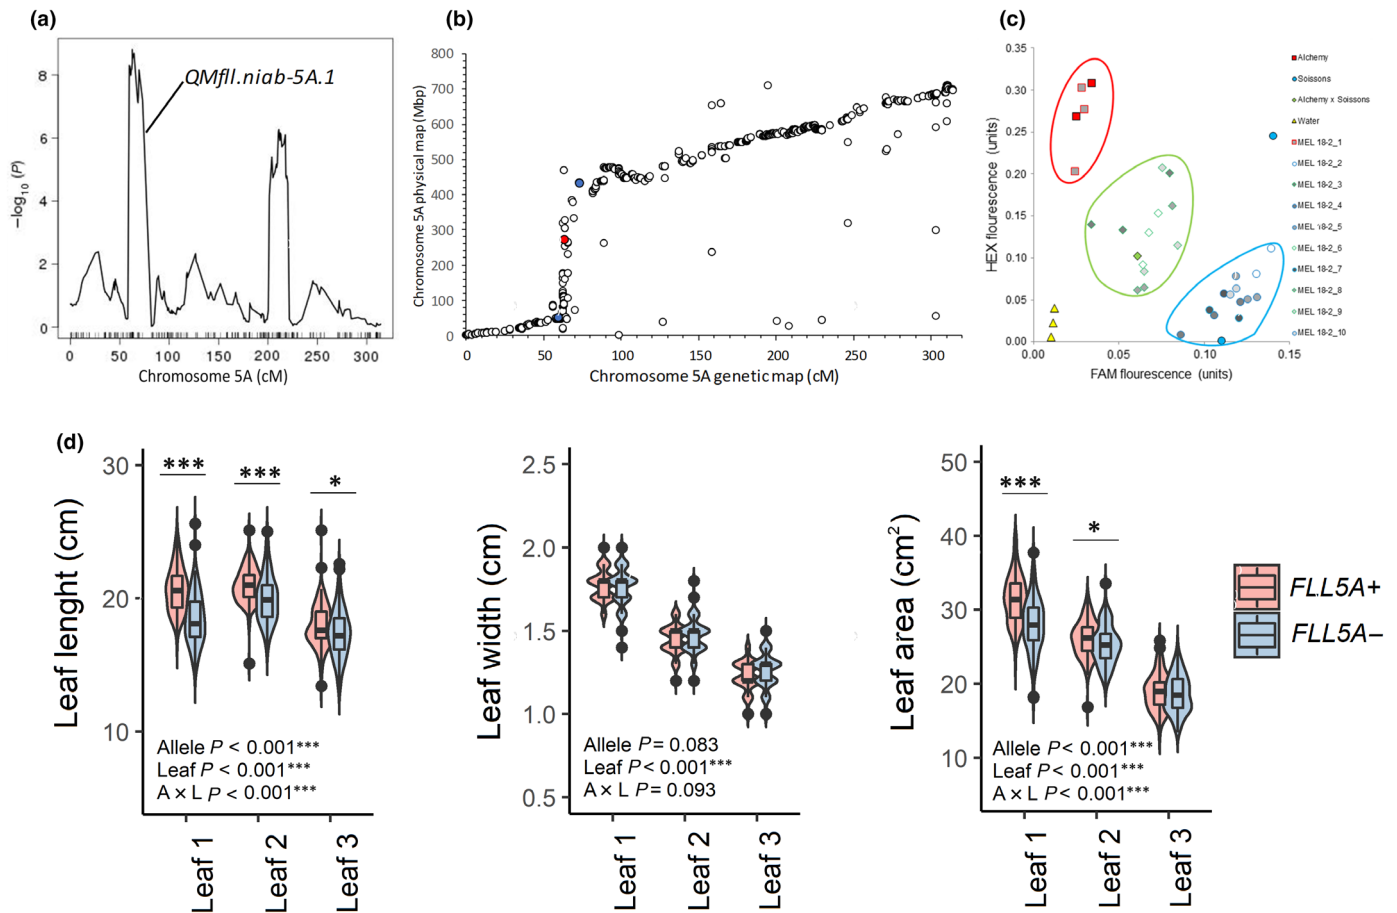 (a)
QMfll.niab-5A.1
–log10 (P)
8
6
4
2
0
0 50 100 150 200 250 300
Chromosome 5A (cM)
(b)
Chromosome 5A physical map (Mbp)
800
700
600
500
400
300
200
100
0
0 50 100 150 200 250 300
Chromosome 5A genetic map (cM)
(c)
HEX flourescence (units)
0.35
0.30
0.25
0.20
0.15
0.10
0.05
0.00
0.00 0.05 0.10 0.15
FAM flourescence (units)
Alchemy
Soissons
Alchemy x Soissons
Water
MEL 18-2_1
MEL 18-2_2
MEL 18-2_3
MEL 18-2_4
MEL 18-2_5
MEL 18-2_6
MEL 18-2_7
MEL 18-2_8
MEL 18-2_9
MEL 18-2_10
(d)
Leaf lenght (cm)
30
20
10
*** *** *
Allele P < 0.001***
Leaf P < 0.001***
A × L P < 0.001***
Leaf 1
Leaf 2
Leaf 3
Leaf width (cm)
2.5
2.0
1.5
1.0
0.5
Allele P = 0.083
Leaf P < 0.001***
A × L P = 0.093
Leaf 1
Leaf 2
Leaf 3
Leaf area (cm2)
50
40
30
20
10
*** *
Allele P < 0.001***
Leaf P < 0.001***
A × L P < 0.001***
Leaf 1
Leaf 2
Leaf 3
FLL5A+
FLL5A–